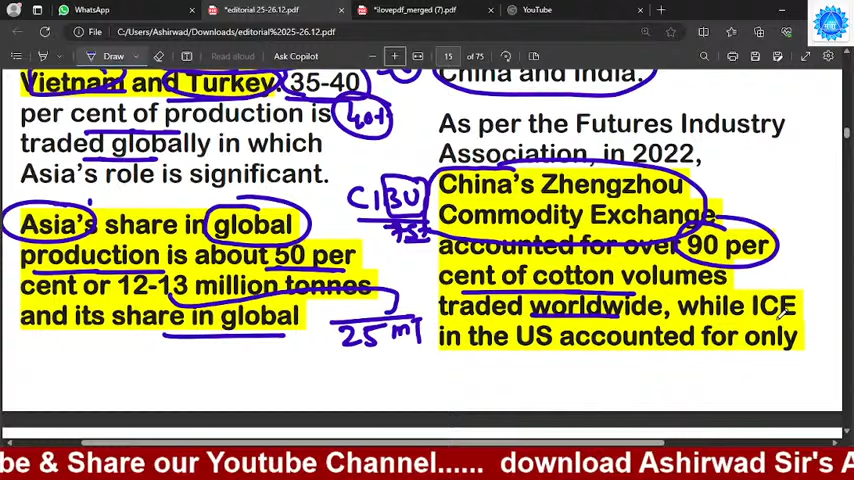 WhatsApp
*editorial 25-26.12.pdf
*ilovepdf_merged (7).pdf
YouTube
File
C:/Users/Ashirwad/Downloads/editorial%2025-26.12.pdf
Draw
Ask Copilot
15 of 75
Vietnam and Turkey. 35-40
per cent of production is
traded globally in which
Asia's role is significant.
Asia's share in global
production is about 50 per
cent or 12-13 million tonnes
and its share in global
40+
25 mT
China and India.
As per the Futures Industry
Association, in 2022,
China's Zhengzhou
Commodity Exchange
accounted for over 90 per
cent of cotton volumes
traded worldwide, while ICE
in the US accounted for only
be & Share our Youtube Channel...... download Ashirwad Sir's A